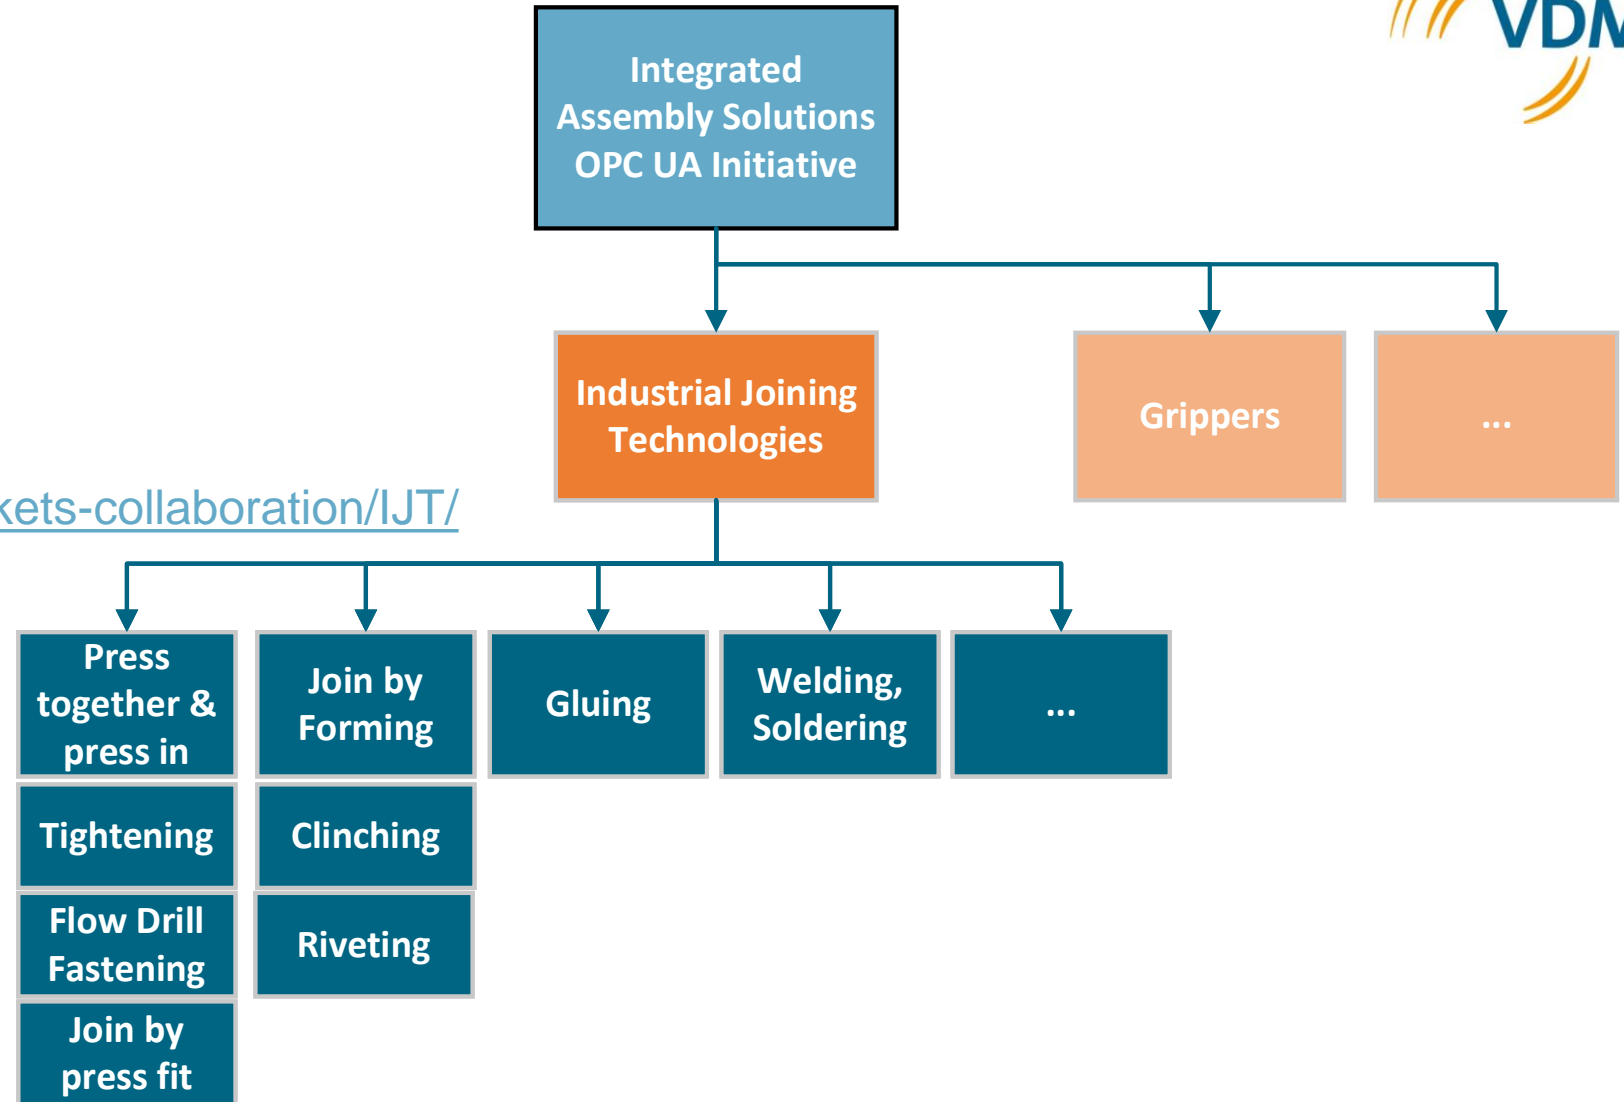 VDM
Integrated
Assembly Solutions
OPC UA Initiative
Industrial Joining
Technologies
Grippers
...
kets-collaboration/IJT/
Press
together &
press in
Join by
Forming
Gluing
Welding,
Soldering
...
Tightening
Clinching
Flow Drill
Fastening
Riveting
Join by
press fit